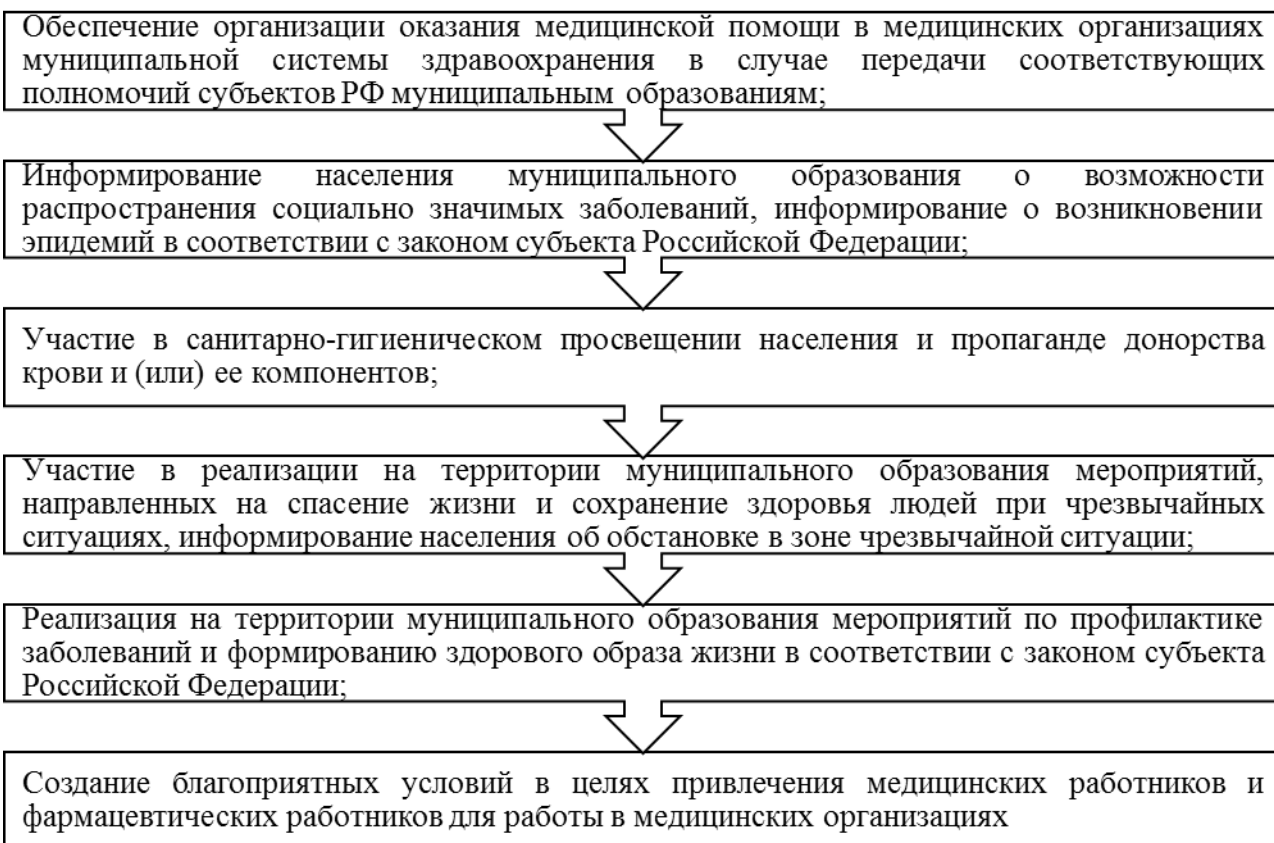 Обеспечение организации оказания медицинской помощи в медицинских организациях
муниципальной системы здравоохранения в случае передачи соответствующих
полномочий субъектов РФ муниципальным образованиям;
Информирование населения муниципального образования о возможности
распространения социально значимых заболеваний, информирование о возникновении
эпидемий в соответствии с законом субъекта Российской Федерации;
Участие в санитарно-гигиеническом просвещении населения и пропаганде донорства
крови и (или) ее компонентов;
Участие в реализации на территории муниципального образования мероприятий,
направленных на спасение жизни и сохранение здоровья людей при чрезвычайных
ситуациях, информирование населения об обстановке в зоне чрезвычайной ситуации;
Реализация на территории муниципального образования мероприятий по профилактике
заболеваний и формированию здорового образа жизни в соответствии с законом субъекта
Российской Федерации;
Создание благоприятных условий в целях привлечения медицинских работников и
фармацевтических работников для работы в медицинских организациях